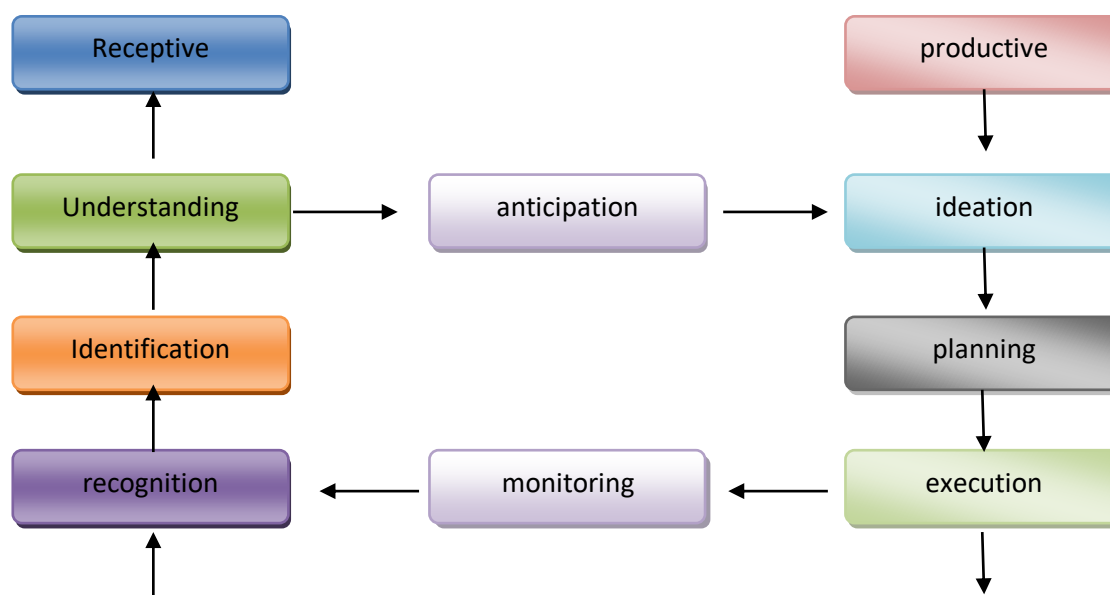 Receptive
productive
Understanding
anticipation
ideation
Identification
planning
recognition
monitoring
execution